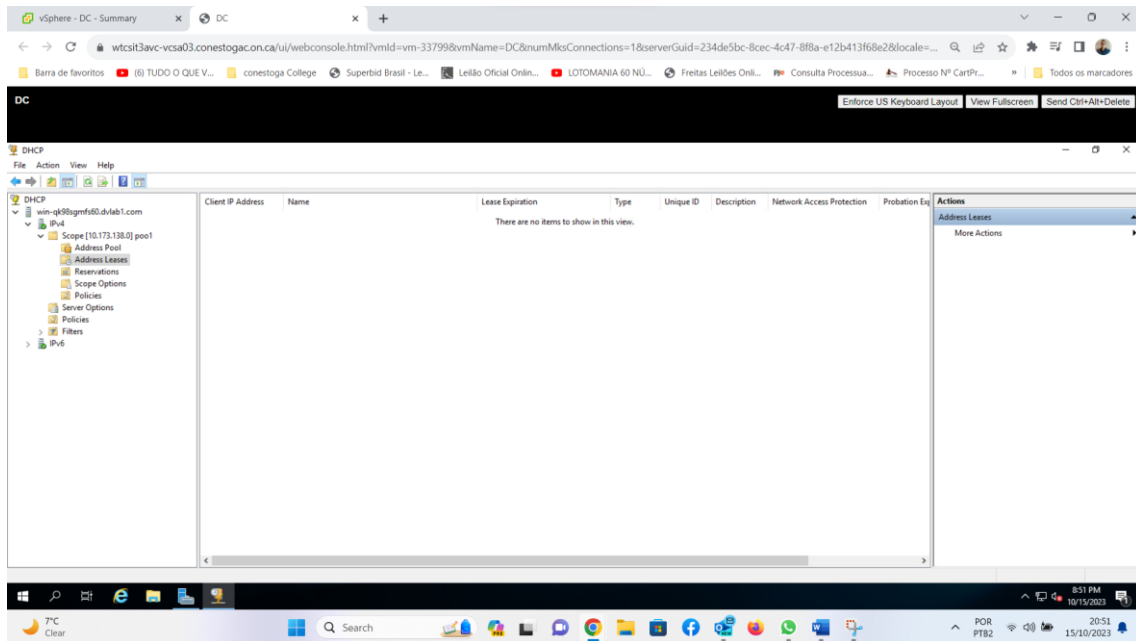 vSphere - DC - Summary
DC
wtcsit3avc-vcsa03.conestogac.on.ca/ui/webconsole.html?vmId=vm-33799&vmName=DC&numMksConnections=1&serverGuid=234de5bc-8cec-4c47-8f8a-e12b413f68e2&locale=...
Barra de favoritos (6) TUDO O QUE V... conestoga College Superbid Brasil - Le... Leilão Oficial Onlin... LOTOMANIA 60 NÚ... Freitas Leilões Onli... Consulta Processua... Processo Nº CartPr... » Todos os marcadores
DC Enforce US Keyboard Layout View Fullscreen Send Ctrl+Alt+Delete
DHCP
File Action View Help
DHCP
win-qk98sgmfs60.dvlab1.com
IPv4
Scope [10.173.138.0] poo1
Address Pool
Address Leases
Reservations
Scope Options
Policies
Server Options
Policies
Filters
IPv6
Client IP Address Name Lease Expiration Type Unique ID Description Network Access Protection Probation Exp
There are no items to show in this view.
Actions
Address Leases
More Actions
8:51 PM
10/15/2023
7°C
Clear
Search
POR
PTB2
20:51
15/10/2023